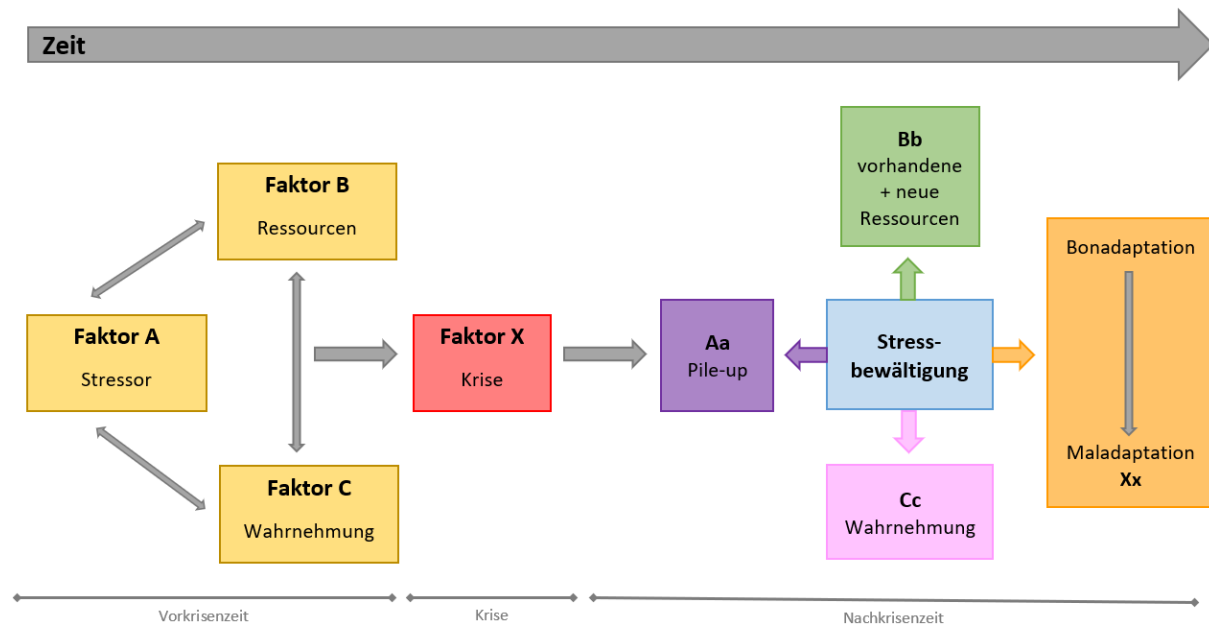 Zeit
Faktor B
Ressourcen
Faktor A
Stressor
Faktor C
Wahrnehmung
Faktor X
Krise
Aa
Pile-up
Bb
vorhandene
+ neue
Ressourcen
Stress-
bewältigung
Cc
Wahrnehmung
Bonadaptation
Maladaptation
Xx
Vorkrisenzeit
Krise
Nachkrisenzeit